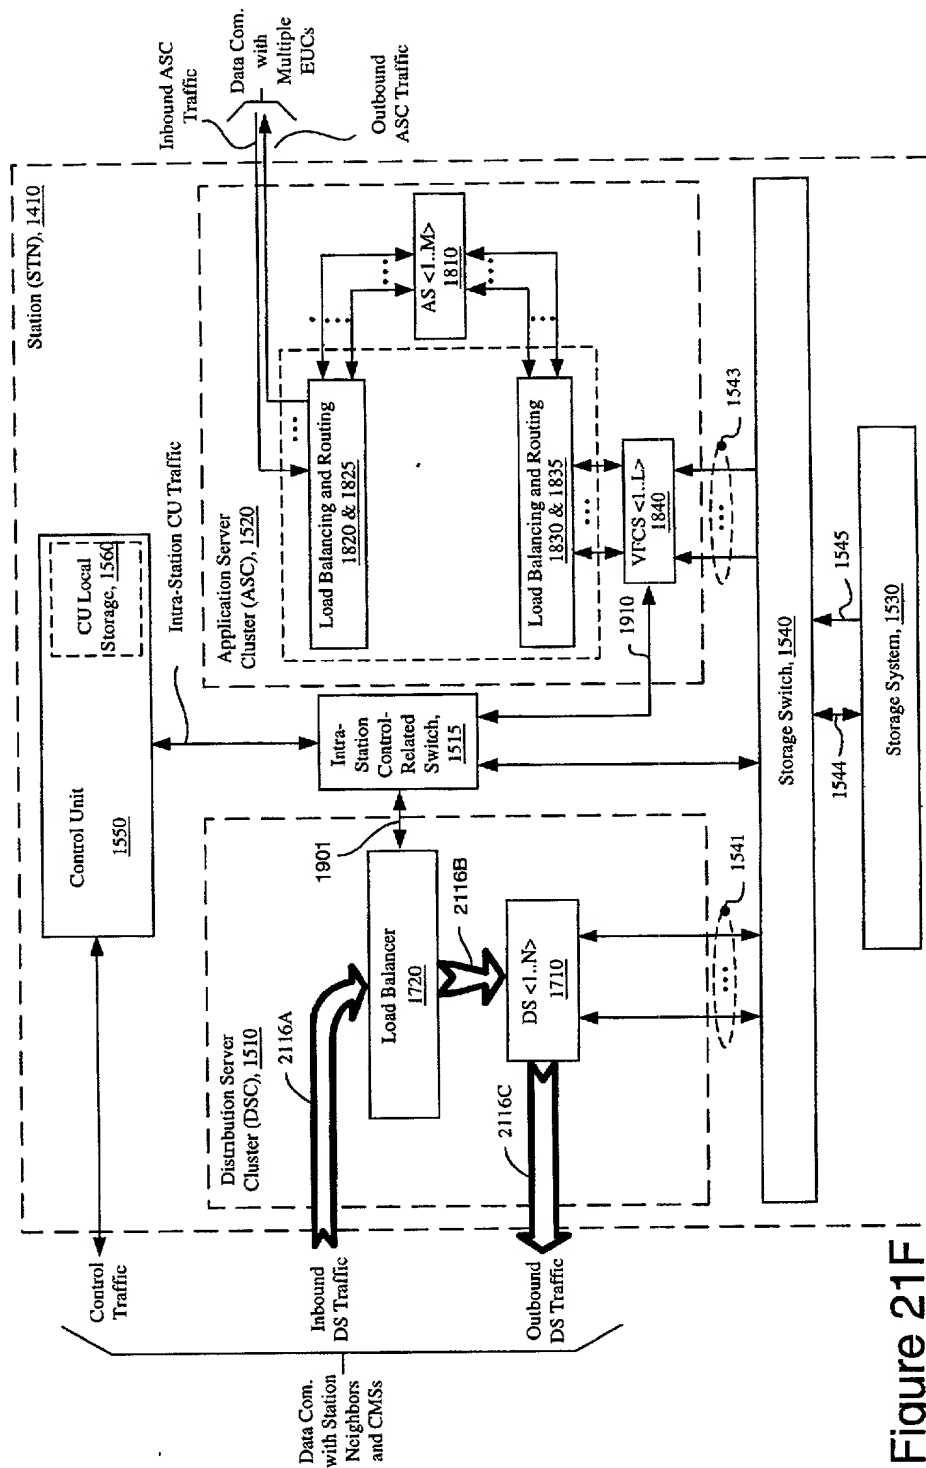 Station (STN), 1410
Control Unit
1550
CU Local
Storage, 1560
Control
Traffic
Intra-Station CU Traffic
Inbound ASC
Traffic
Data Com.
with
Multiple
EUCs
Outbound
ASC Traffic
Data Com.
with Station
Neighbors
and CMSs
Inbound
DS Traffic
Outbound
DS Traffic
Distribution Server
Cluster (DSC), 1510
2116A
Load Balancer
1720
2116B
DS <1..N>
1710
2116C
1901
Intra-
Station
Control-
Related
Switch,
1515
Application Server
Cluster (ASC), 1520
Load Balancing and Routing
1820 & 1825
AS <1..M>
1810
Load Balancing and Routing
1830 & 1835
VFCS <1..L>
1840
1910
1541
1543
Storage Switch, 1540
1544
1545
Storage System, 1530
Figure 21F